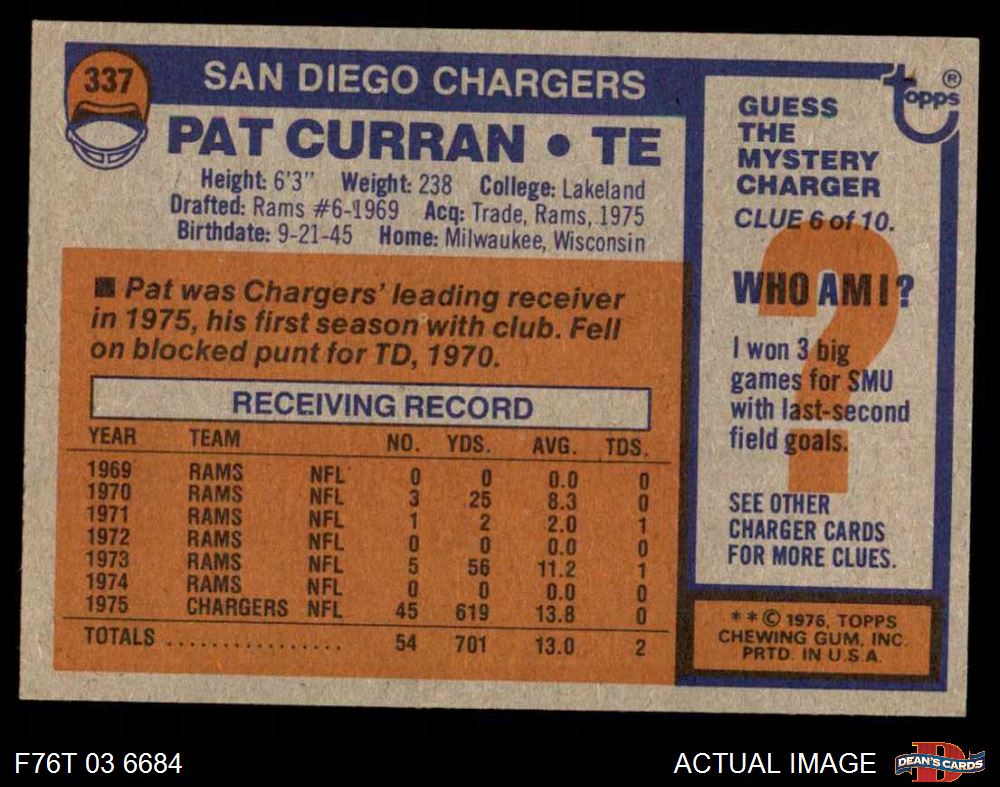 337
SAN DIEGO CHARGERS
PAT CURRAN • TE
Height: 6'3" Weight: 238 College: Lakeland
Drafted: Rams #6-1969 Acq: Trade, Rams, 1975
Birthdate: 9-21-45 Home: Milwaukee, Wisconsin
■ Pat was Chargers' leading receiver
in 1975, his first season with club. Fell
on blocked punt for TD, 1970.
RECEIVING RECORD
YEAR TEAM NO. YDS. AVG. TDS.
1969 RAMS NFL 0 0 0.0 0
1970 RAMS NFL 3 25 8.3 0
1971 RAMS NFL 1 2 2.0 1
1972 RAMS NFL 0 0 0.0 0
1973 RAMS NFL 5 56 11.2 1
1974 RAMS NFL 0 0 0.0 0
1975 CHARGERS NFL 45 619 13.8 0
TOTALS ................ 54 701 13.0 2
Topps ®
GUESS
THE
MYSTERY
CHARGER
CLUE 6 of 10.
WHO AM I?
I won 3 big
games for SMU
with last-second
field goals.
SEE OTHER
CHARGER CARDS
FOR MORE CLUES.
* * © 1976, TOPPS
CHEWING GUM, INC.
PRTD. IN U.S.A.
F76T 03 6684
ACTUAL IMAGE
DEAN'S CARDS